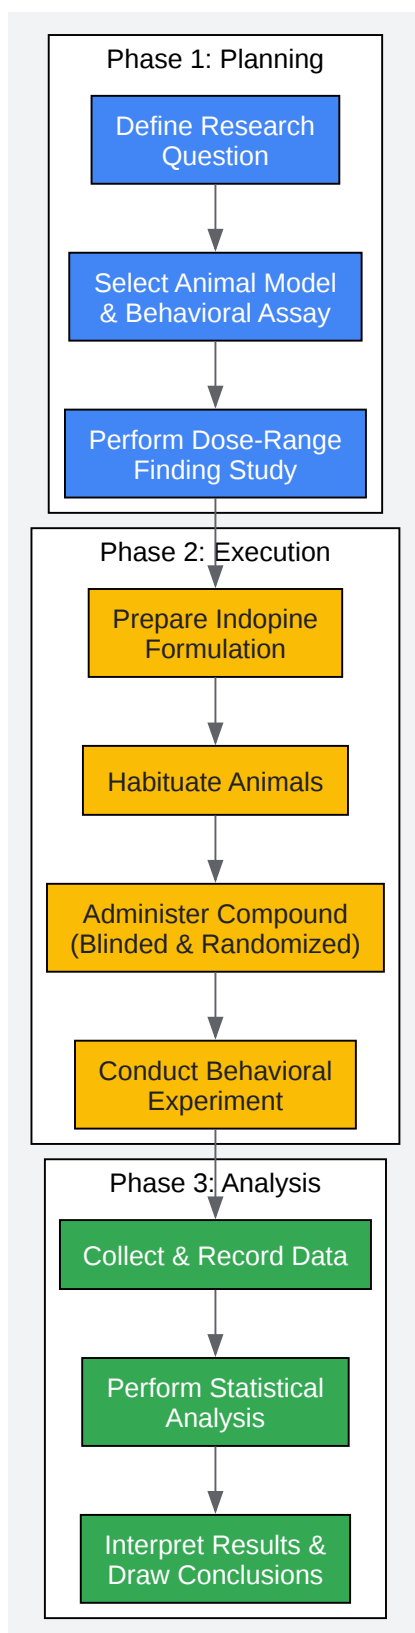 Phase 1: Planning
Define Research
Question
Select Animal Model
& Behavioral Assay
Perform Dose-Range
Finding Study
Phase 2: Execution
Prepare Indopine
Formulation
Habituate Animals
Administer Compound
(Blinded & Randomized)
Conduct Behavioral
Experiment
Phase 3: Analysis
Collect & Record Data
Perform Statistical
Analysis
Interpret Results &
Draw Conclusions